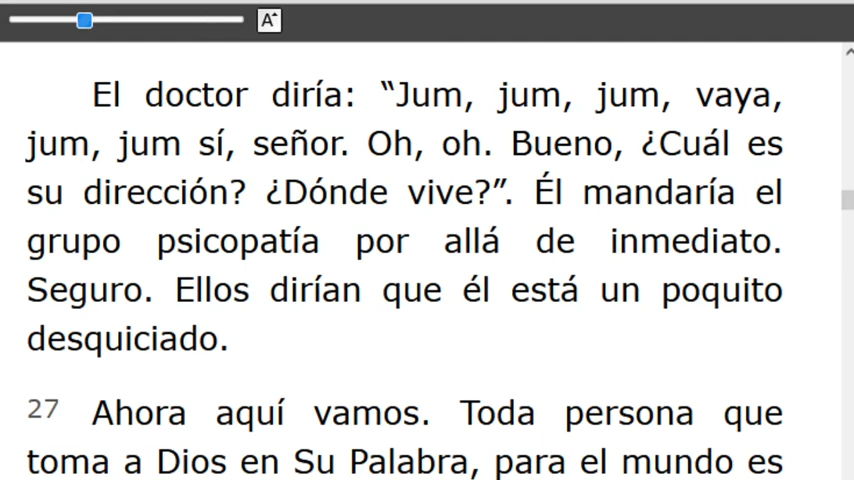 A
El doctor diría: “Jum, jum, jum, vaya,
jum, jum sí, señor. Oh, oh. Bueno, ¿Cuál es
su dirección? ¿Dónde vive?”. Él mandaría el
grupo psicopatía por allá de inmediato.
Seguro. Ellos dirían que él está un poquito
desquiciado.
27 Ahora aquí vamos. Toda persona que
toma a Dios en Su Palabra, para el mundo es